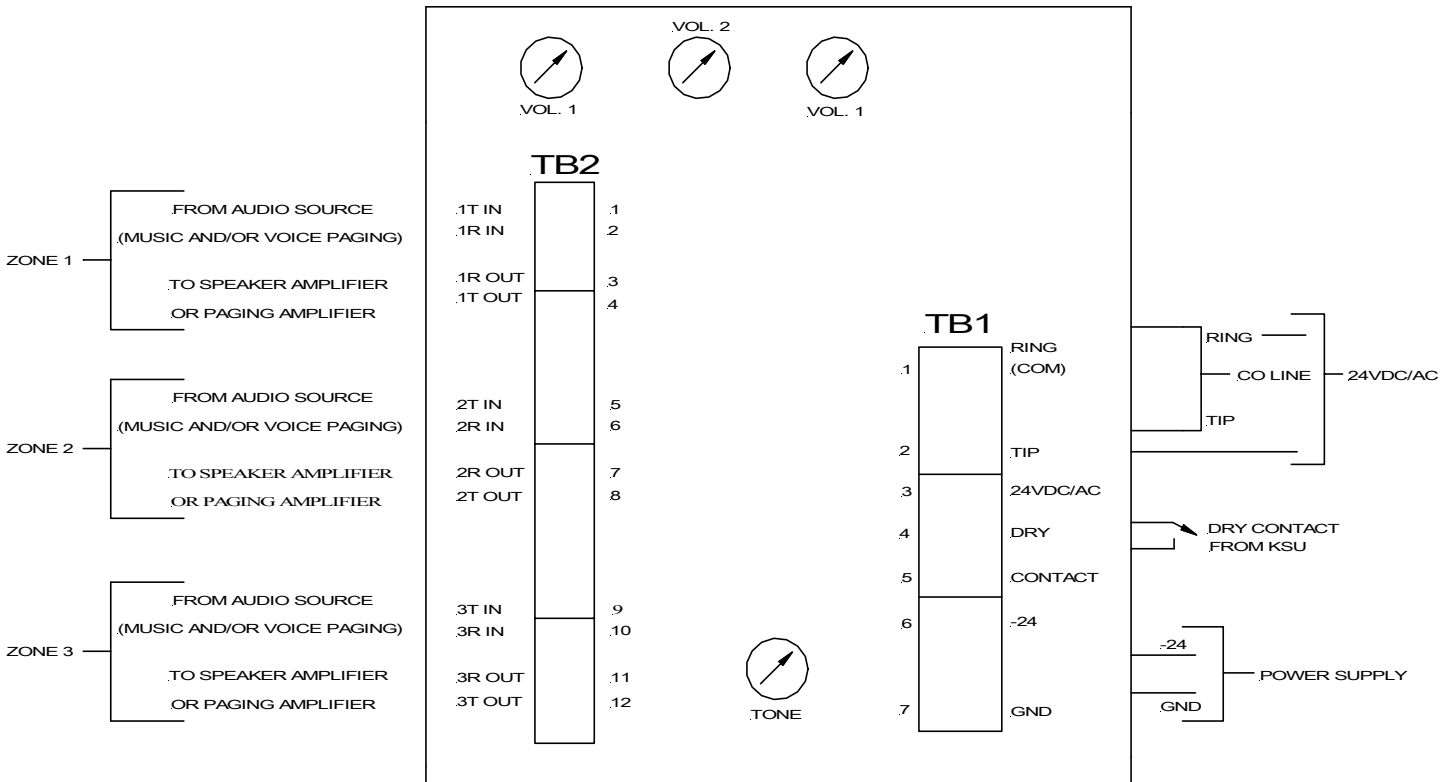 VOL. 2
VOL. 1
VOL. 1
TB2
ZONE 1
FROM AUDIO SOURCE
(MUSIC AND/OR VOICE PAGING)
TO SPEAKER AMPLIFIER
OR PAGING AMPLIFIER
1T IN 1
1R IN 2
1R OUT 3
1T OUT 4
ZONE 2
FROM AUDIO SOURCE
(MUSIC AND/OR VOICE PAGING)
TO SPEAKER AMPLIFIER
OR PAGING AMPLIFIER
2T IN 5
2R IN 6
2R OUT 7
2T OUT 8
ZONE 3
FROM AUDIO SOURCE
(MUSIC AND/OR VOICE PAGING)
TO SPEAKER AMPLIFIER
OR PAGING AMPLIFIER
3T IN 9
3R IN 10
3R OUT 11
3T OUT 12
TONE
TB1
1 RING
(COM)
2 TIP
3 24VDC/AC
4 DRY
5 CONTACT
6 -24
7 GND
RING
CO LINE
TIP
24VDC/AC
DRY CONTACT
FROM KSU
-24
GND
POWER SUPPLY